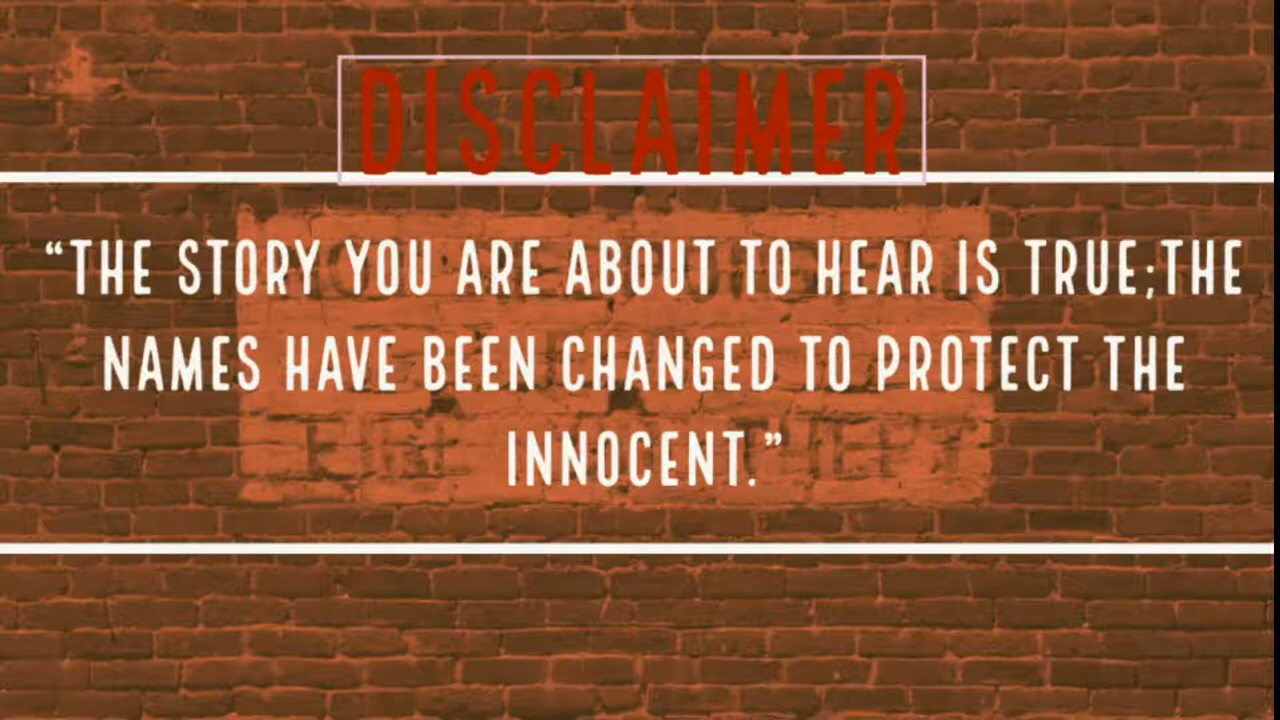 DISCLAIMER
“THE STORY YOU ARE ABOUT TO HEAR IS TRUE;THE
NAMES HAVE BEEN CHANGED TO PROTECT THE
INNOCENT.”